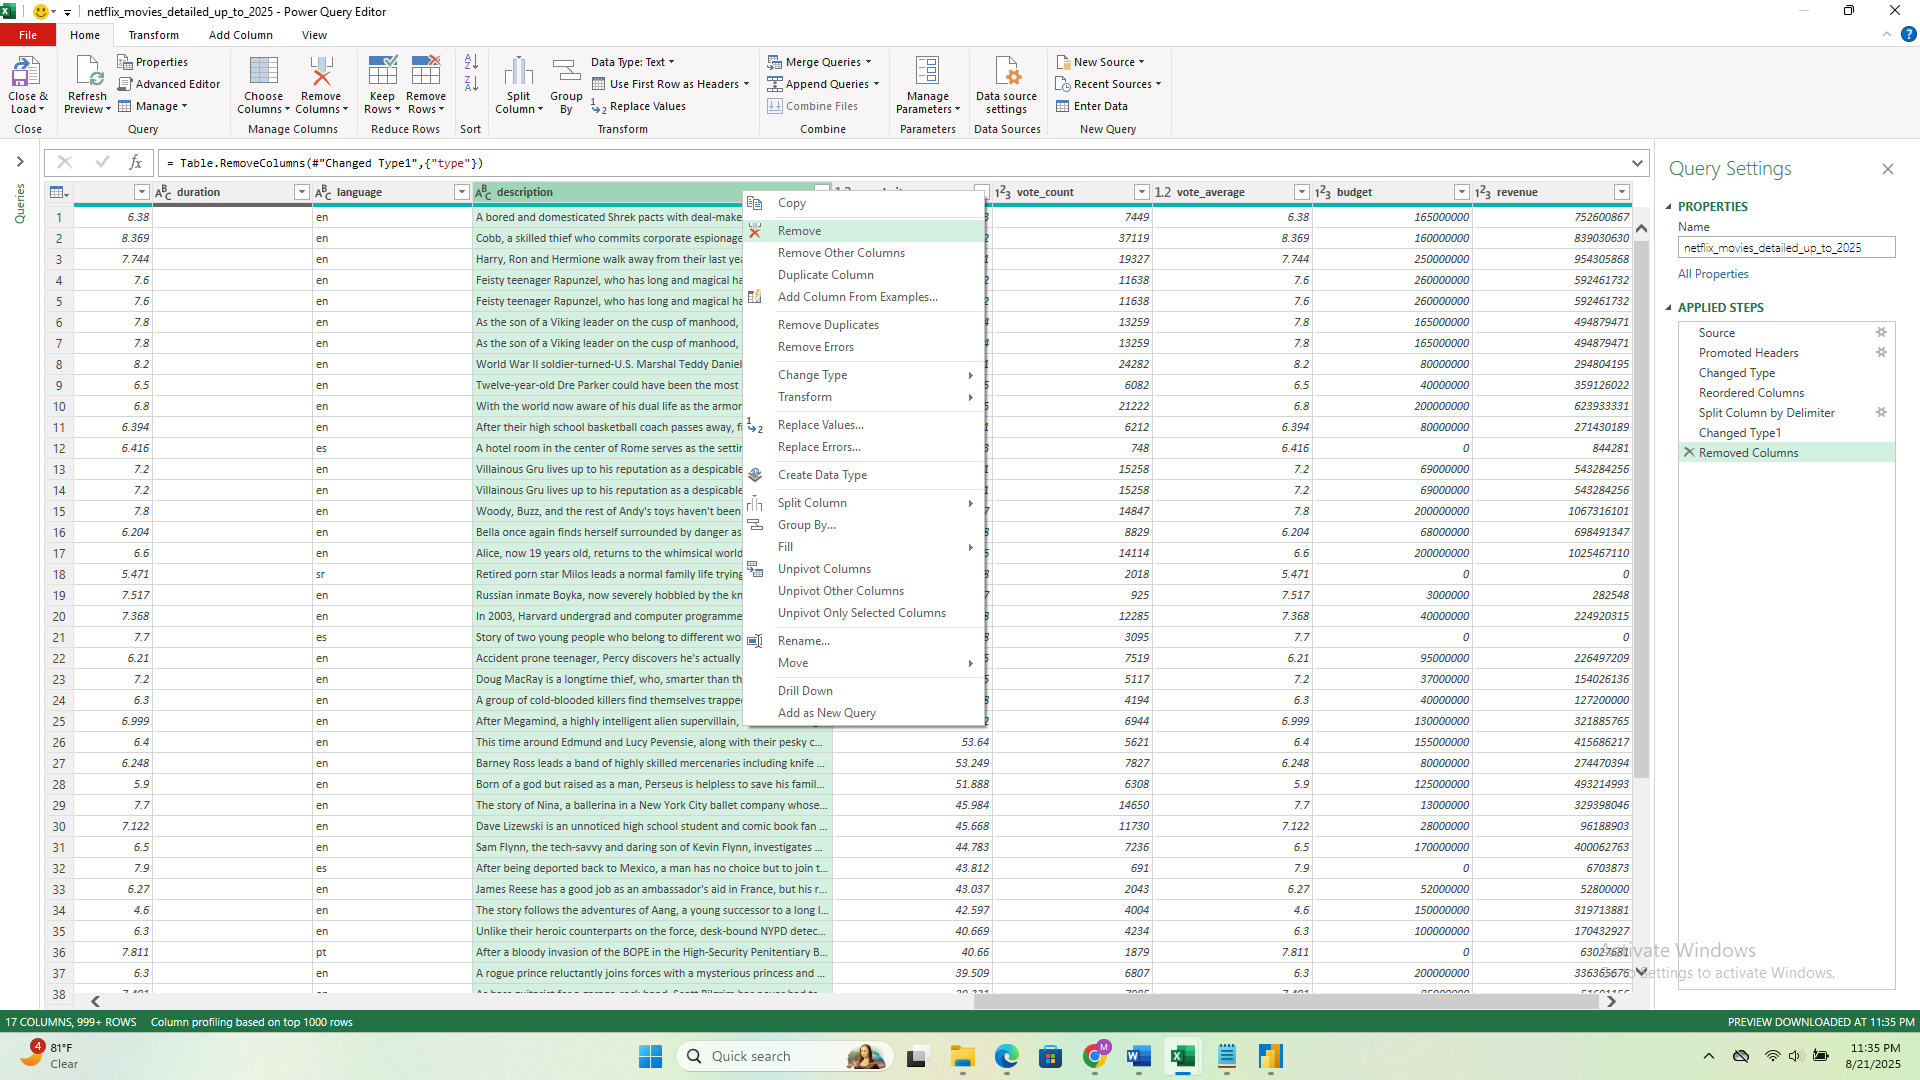 netflix_movies_detailed_up_to_2025 - Power Query Editor
File Home Transform Add Column View
Close & Load
Close
Refresh Preview
Properties
Advanced Editor
Manage
Query
Choose Columns
Remove Columns
Manage Columns
Keep Rows
Remove Rows
Reduce Rows
Sort
Split Column
Group By
Data Type: Text
Use First Row as Headers
Replace Values
Transform
Merge Queries
Append Queries
Combine Files
Combine
Manage Parameters
Parameters
Data source settings
Data Sources
New Source
Recent Sources
Enter Data
New Query
Queries
fx = Table.RemoveColumns(#"Changed Type1",{"type"})
duration language description vote_count vote_average budget revenue
1 6.38 en A bored and domesticated Shrek pacts with deal-make 7449 6.38 165000000 752600867
2 8.369 en Cobb, a skilled thief who commits corporate espionage 37119 8.369 160000000 839030630
3 7.744 en Harry, Ron and Hermione walk away from their last yea 19327 7.744 250000000 954305868
4 7.6 en Feisty teenager Rapunzel, who has long and magical ha 11638 7.6 260000000 592461732
5 7.6 en Feisty teenager Rapunzel, who has long and magical ha 11638 7.6 260000000 592461732
6 7.8 en As the son of a Viking leader on the cusp of manhood, 13259 7.8 165000000 494879471
7 7.8 en As the son of a Viking leader on the cusp of manhood, 13259 7.8 165000000 494879471
8 8.2 en World War II soldier-turned-U.S. Marshal Teddy Daniel 24282 8.2 80000000 294804195
9 6.5 en Twelve-year-old Dre Parker could have been the most 6082 6.5 40000000 359126022
10 6.8 en With the world now aware of his dual life as the armor 21222 6.8 200000000 623933331
11 6.394 en After their high school basketball coach passes away, fi 6212 6.394 80000000 271430189
12 6.416 es A hotel room in the center of Rome serves as the settin 748 6.416 0 844281
13 7.2 en Villainous Gru lives up to his reputation as a despicable 15258 7.2 69000000 543284256
14 7.2 en Villainous Gru lives up to his reputation as a despicable 15258 7.2 69000000 543284256
15 7.8 en Woody, Buzz, and the rest of Andy's toys haven't been 14847 7.8 200000000 1067316101
16 6.204 en Bella once again finds herself surrounded by danger as 8829 6.204 68000000 698491347
17 6.6 en Alice, now 19 years old, returns to the whimsical world 14114 6.6 200000000 1025467110
18 5.471 sr Retired porn star Milos leads a normal family life trying 2018 5.471 0 0
19 7.517 en Russian inmate Boyka, now severely hobbled by the kn 925 7.517 3000000 282548
20 7.368 en In 2003, Harvard undergrad and computer programme 12285 7.368 40000000 224920315
21 7.7 es Story of two young people who belong to different wo 3095 7.7 0 0
22 6.21 en Accident prone teenager, Percy discovers he's actually 7519 6.21 95000000 226497209
23 7.2 en Doug MacRay is a longtime thief, who, smarter than th 5117 7.2 37000000 154026136
24 6.3 en A group of cold-blooded killers find themselves trapped 4194 6.3 40000000 127200000
25 6.999 en After Megamind, a highly intelligent alien supervillain, 6944 6.999 130000000 321885765
26 6.4 en This time around Edmund and Lucy Pevensie, along with their pesky c... 53.64 5621 6.4 155000000 415686217
27 6.248 en Barney Ross leads a band of highly skilled mercenaries including knife ... 53.249 7827 6.248 80000000 274470394
28 5.9 en Born of a god but raised as a man, Perseus is helpless to save his famil... 51.888 6308 5.9 125000000 493214993
29 7.7 en The story of Nina, a ballerina in a New York City ballet company whose... 45.984 14650 7.7 13000000 329398046
30 7.122 en Dave Lizewski is an unnoticed high school student and comic book fan ... 45.668 11730 7.122 28000000 96188903
31 6.5 en Sam Flynn, the tech-savvy and daring son of Kevin Flynn, investigates ... 44.783 7236 6.5 170000000 400062763
32 7.9 es After being deported back to Mexico, a man has no choice but to join t... 43.812 691 7.9 0 6703873
33 6.27 en James Reese has a good job as an ambassador's aid in France, but his r... 43.037 2043 6.27 52000000 52800000
34 4.6 en The story follows the adventures of Aang, a young successor to a long l... 42.597 4004 4.6 150000000 319713881
35 6.3 en Unlike their heroic counterparts on the force, desk-bound NYPD detec... 40.669 4234 6.3 100000000 170432927
36 7.811 pt After a bloody invasion of the BOPE in the High-Security Penitentiary B... 40.66 1879 7.811 0 63027681
37 6.3 en A rogue prince reluctantly joins forces with a mysterious princess and ... 39.509 6807 6.3 200000000 336365676
38
Copy
Remove
Remove Other Columns
Duplicate Column
Add Column From Examples...
Remove Duplicates
Remove Errors
Change Type
Transform
Replace Values...
Replace Errors...
Create Data Type
Split Column
Group By...
Fill
Unpivot Columns
Unpivot Other Columns
Unpivot Only Selected Columns
Rename...
Move
Drill Down
Add as New Query
Query Settings
PROPERTIES
Name
netflix_movies_detailed_up_to_2025
All Properties
APPLIED STEPS
Source
Promoted Headers
Changed Type
Reordered Columns
Split Column by Delimiter
Changed Type1
Removed Columns
Activate Windows
Go to Settings to activate Windows.
17 COLUMNS, 999+ ROWS Column profiling based on top 1000 rows PREVIEW DOWNLOADED AT 11:35 PM
4 81°F
Clear
Quick search
11:35 PM
8/21/2025